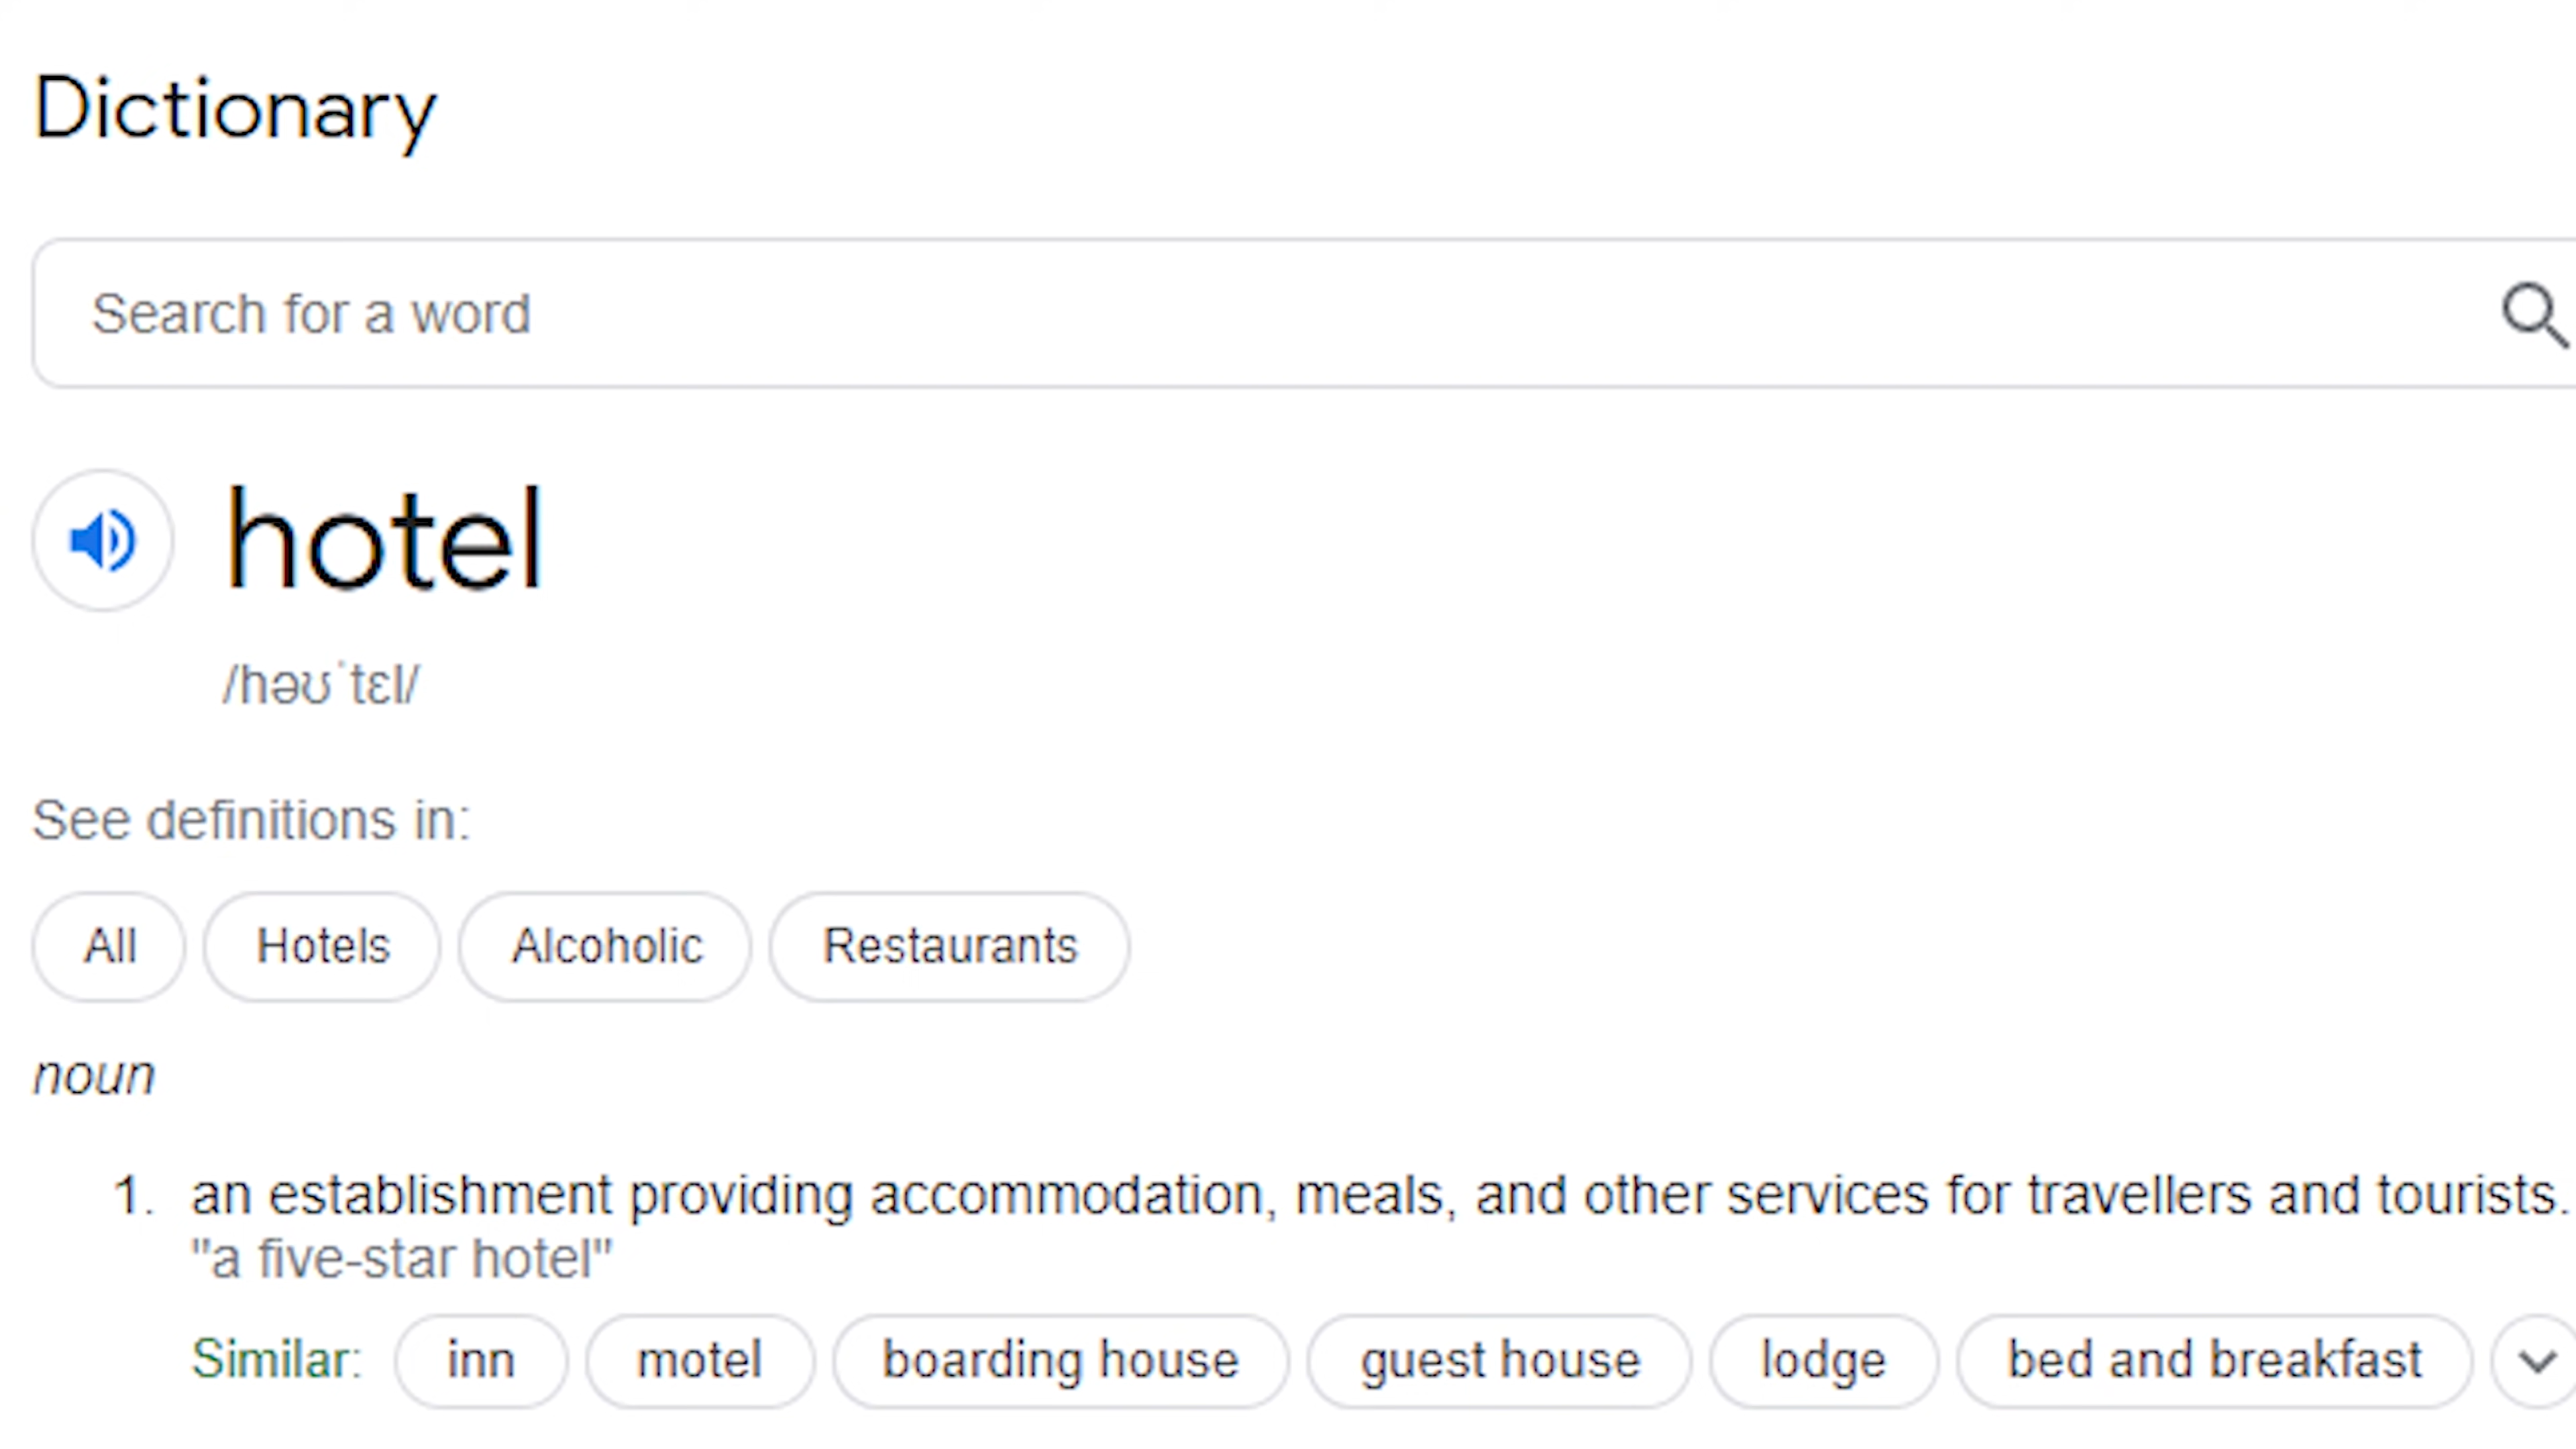 Dictionary
Search for a word
hotel
/həʊˈtɛl/
See definitions in:
All Hotels Alcoholic Restaurants
noun
1. an establishment providing accommodation, meals, and other services for travellers and tourists.
"a five-star hotel"
Similar: inn motel boarding house guest house lodge bed and breakfast